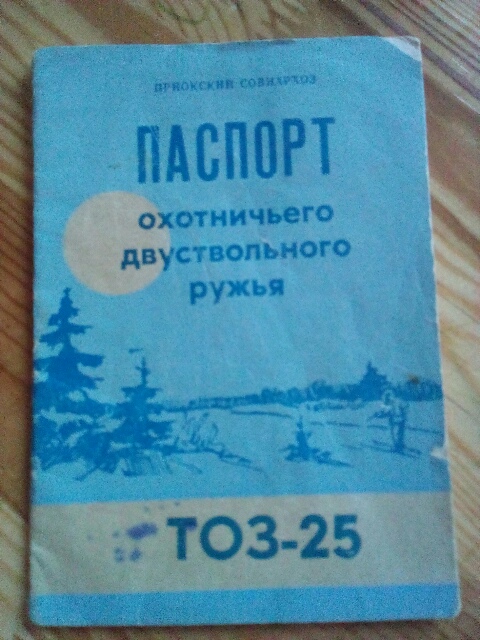 ПРИОКСКИЙ СОВНАРХОЗ
ПАСПОРТ
охотничьего
двуствольного
ружья
ТОЗ-25